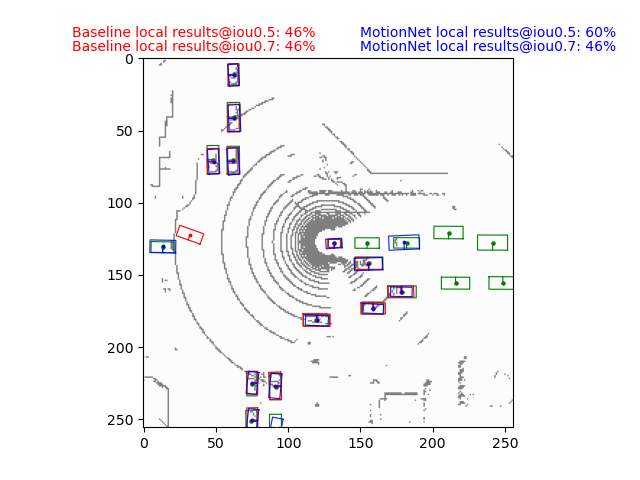 Baseline local results@iou0.5: 46% MotionNet local results@iou0.5: 60%
Baseline local results@iou0.7: 46% MotionNet local results@iou0.7: 46%
0
50
100
150
200
250
0 50 100 150 200 250